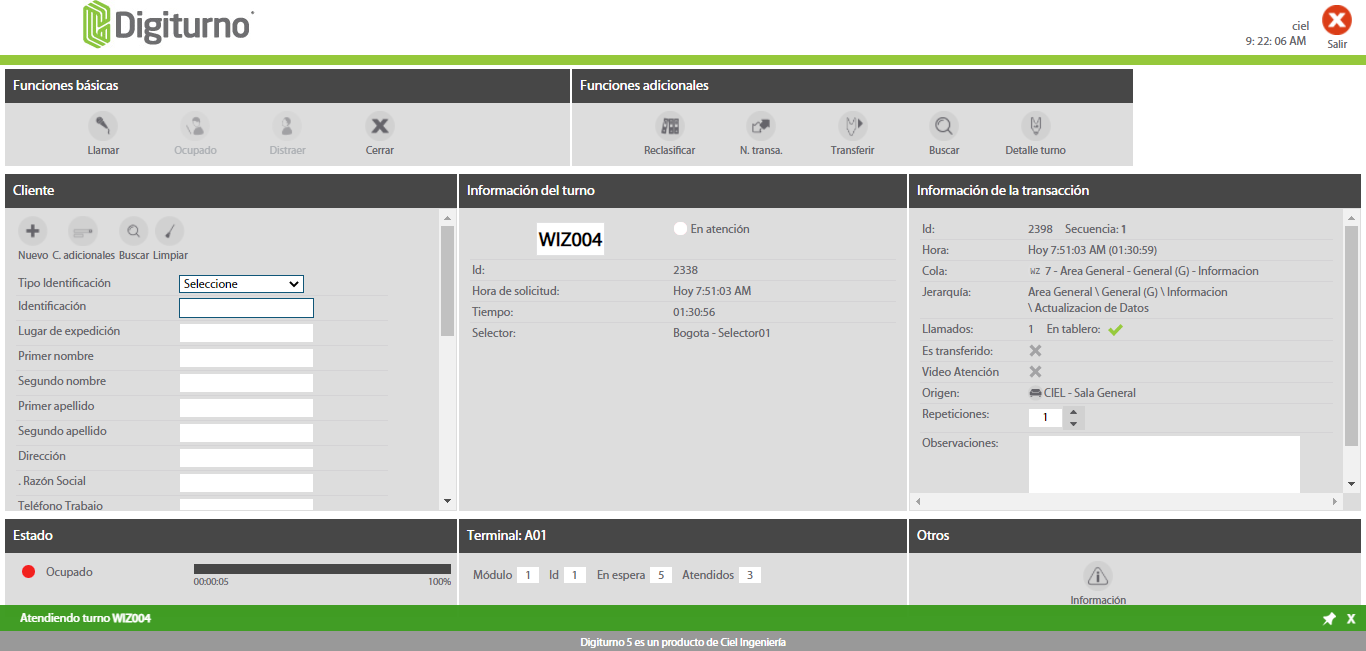 Digiturno
ciel
9: 22: 06 AM
Salir
Funciones básicas
Funciones adicionales
Llamar
Ocupado
Distraer
Cerrar
Reclasificar
N. transa.
Transferir
Buscar
Detalle turno
Cliente
Nuevo C. adicionales Buscar Limpiar
Tipo Identificación Seleccione
Identificación
Lugar de expedición
Primer nombre
Segundo nombre
Primer apellido
Segundo apellido
Dirección
. Razón Social
Teléfono Trabajo
Información del turno
WIZ004
En atención
Id: 2338
Hora de solicitud: Hoy 7:51:03 AM
Tiempo: 01:30:56
Selector: Bogota - Selector01
Información de la transacción
Id: 2398 Secuencia: 1
Hora: Hoy 7:51:03 AM (01:30:59)
Cola: WZ 7 - Area General - General (G) - Informacion
Jerarquía: Area General \ General (G) \ Informacion
\ Actualizacion de Datos
Llamados: 1 En tablero:
Es transferido:
Video Atención
Origen: CIEL - Sala General
Repeticiones: 1
Observaciones:
Estado
Ocupado
00:00:05 100%
Terminal: A01
Módulo 1 Id 1 En espera 5 Atendidos 3
Otros
Información
Atendiendo turno WIZ004
X
Digiturno 5 es un producto de Ciel Ingeniería